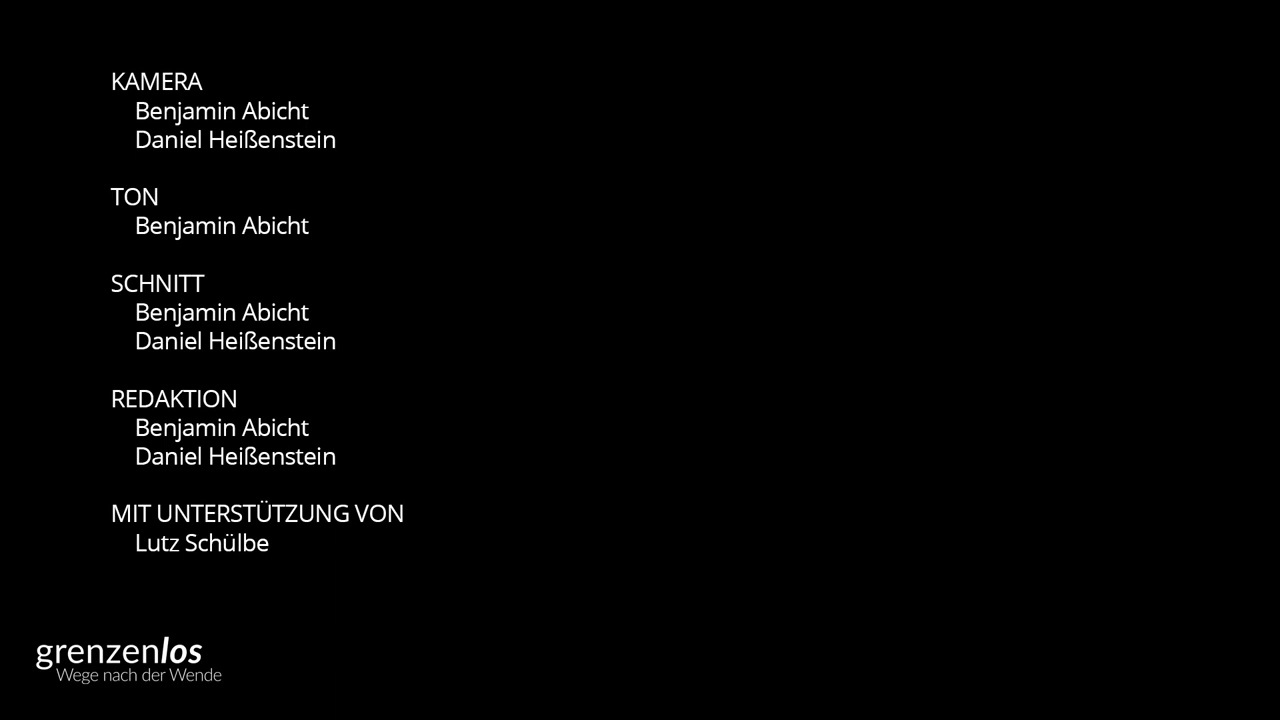 KAMERA
Benjamin Abicht
Daniel Heißenstein
TON
Benjamin Abicht
SCHNITT
Benjamin Abicht
Daniel Heißenstein
REDAKTION
Benjamin Abicht
Daniel Heißenstein
MIT UNTERSTÜTZUNG VON
Lutz Schülbe
grenzenlos
Wege nach der Wende